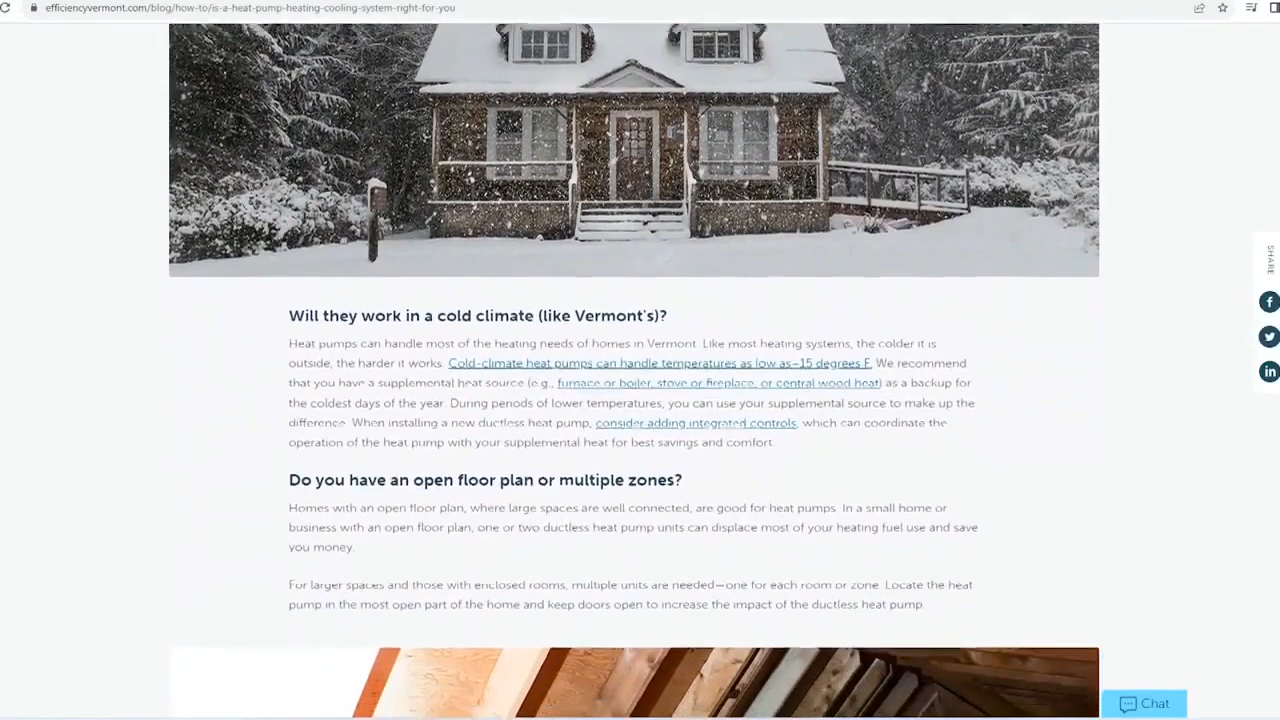 efficiencyvermont.com/blog/how-to/is-a-heat-pump-heating-cooling-system-right-for-you
SHARE
Will they work in a cold climate (like Vermont's)?
Heat pumps can handle most of the heating needs of homes in Vermont. Like most heating systems, the colder it is
outside, the harder it works. Cold-climate heat pumps can handle temperatures as low as–15 degrees F. We recommend
that you have a supplemental heat source (e.g., furnace or boiler, stove or fireplace, or central wood heat) as a backup for
the coldest days of the year. During periods of lower temperatures, you can use your supplemental source to make up the
difference. When installing a new ductless heat pump, consider adding integrated controls, which can coordinate the
operation of the heat pump with your supplemental heat for best savings and comfort.
Do you have an open floor plan or multiple zones?
Homes with an open floor plan, where large spaces are well connected, are good for heat pumps. In a small home or
business with an open floor plan, one or two ductless heat pump units can displace most of your heating fuel use and save
you money.
For larger spaces and those with enclosed rooms, multiple units are needed—one for each room or zone. Locate the heat
pump in the most open part of the home and keep doors open to increase the impact of the ductless heat pump.
Chat